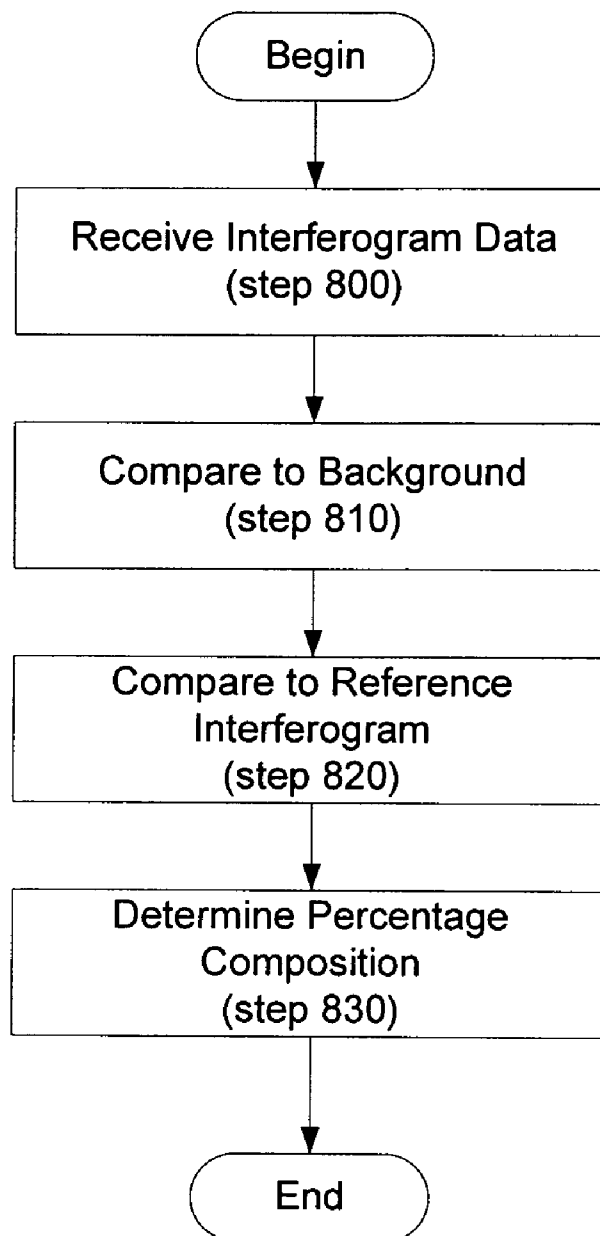 Begin
Receive Interferogram Data
(step 800)
Compare to Background
(step 810)
Compare to Reference
Interferogram
(step 820)
Determine Percentage
Composition
(step 830)
End